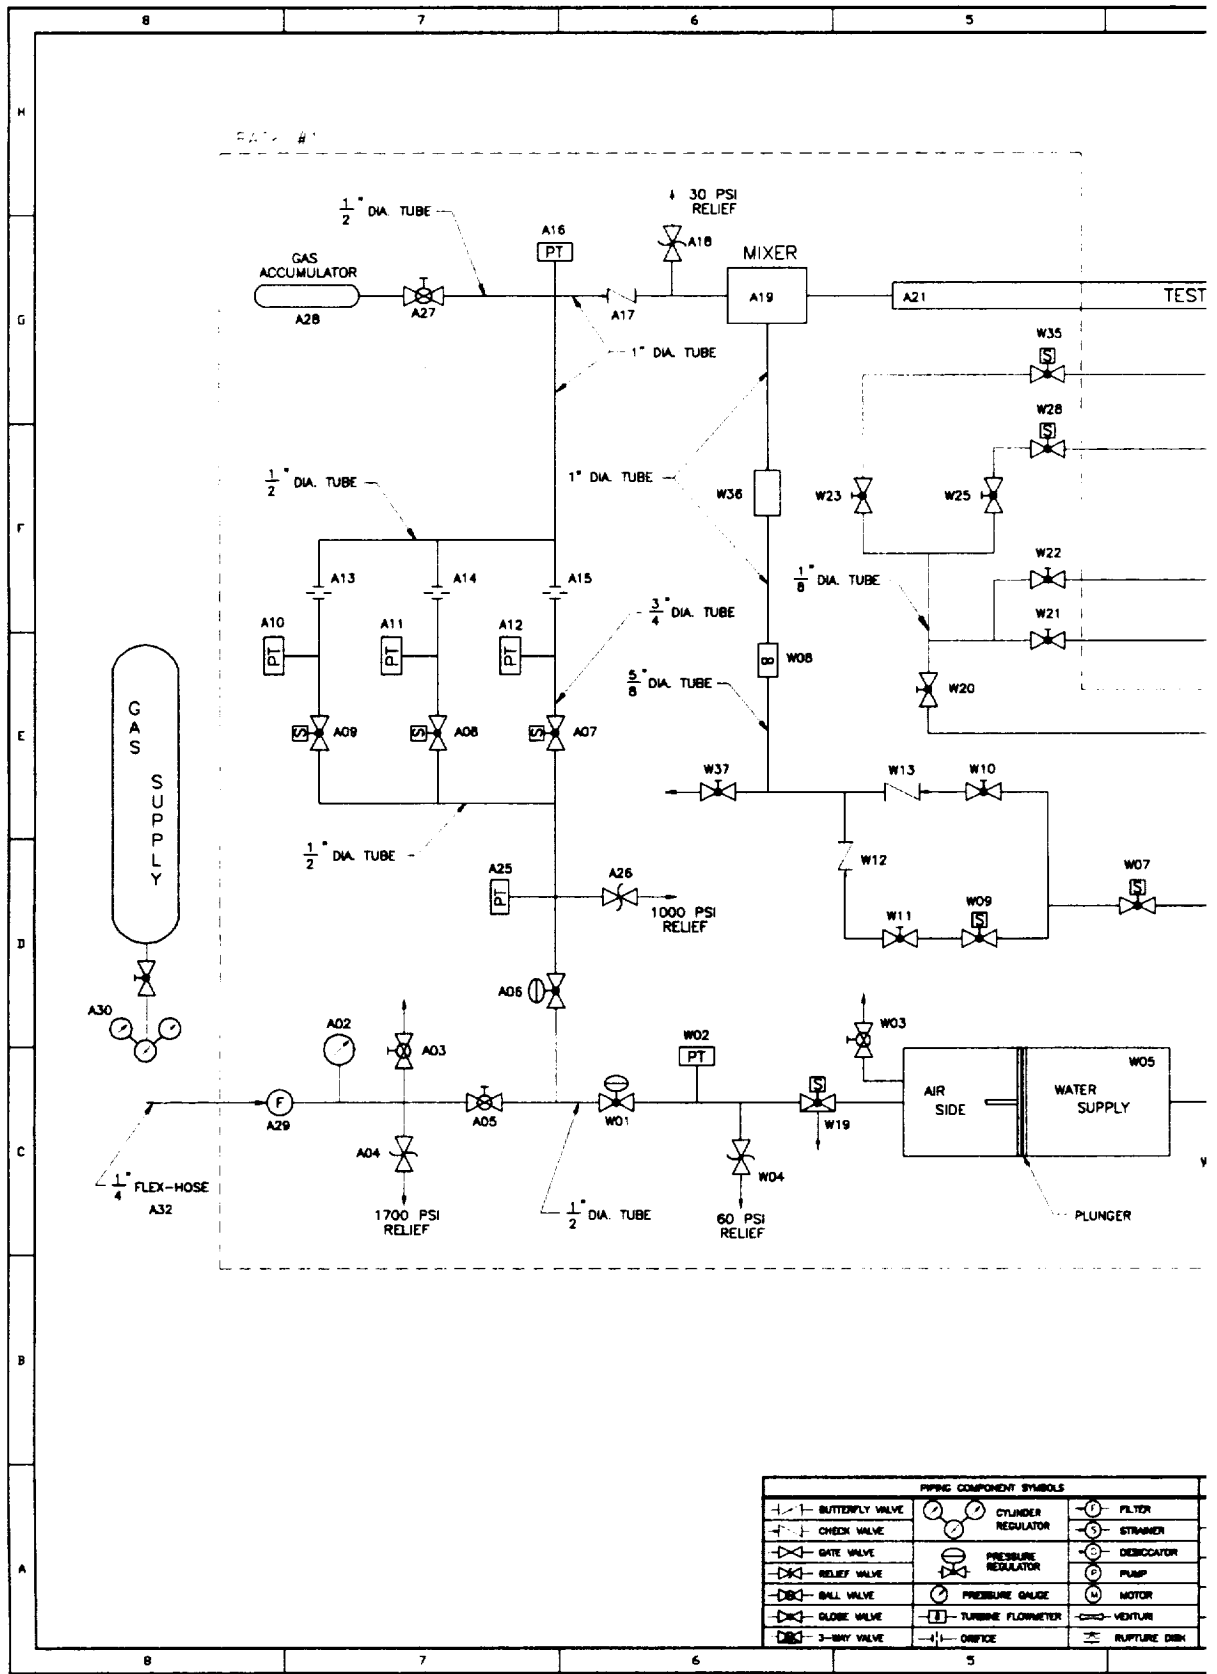 8 7 6 5
H
RACK #1
30 PSI
RELIEF
1/2" DIA. TUBE
A16
PT
A18
MIXER
GAS
ACCUMULATOR
A28
A27
A17
A19
A21
TEST
G
1" DIA. TUBE
W35
S
W28
S
1/2" DIA. TUBE
1" DIA. TUBE
W36
W23
W25
F
W22
A13
A14
A15
1/8" DIA. TUBE
3/4" DIA. TUBE
W21
A10
PT
A11
PT
A12
PT
W08
5/8" DIA. TUBE
W20
GAS
SUPPLY
E
S
A09
S
A08
S
A07
W37
W13
W10
1/2" DIA. TUBE
W12
W07
S
A25
PT
A26
1000 PSI
RELIEF
W11
W09
S
D
A06
A30
A02
A03
W02
PT
W03
W05
F
A29
A05
W01
S
W19
AIR
SIDE
WATER
SUPPLY
C
A04
W04
1/4" FLEX-HOSE
A32
1700 PSI
RELIEF
1/2" DIA. TUBE
60 PSI
RELIEF
PLUNGER
B
A
PIPING COMPONENT SYMBOLS
BUTTERFLY VALVE
CHECK VALVE
GATE VALVE
RELIEF VALVE
BALL VALVE
GLOBE VALVE
3-WAY VALVE
CYLINDER
REGULATOR
PRESSURE
REGULATOR
PRESSURE GAUGE
TURBINE FLOWMETER
ORIFICE
F FILTER
S STRAINER
DESICCATOR
P PUMP
M MOTOR
VENTURI
RUPTURE DISK
8 7 6 5